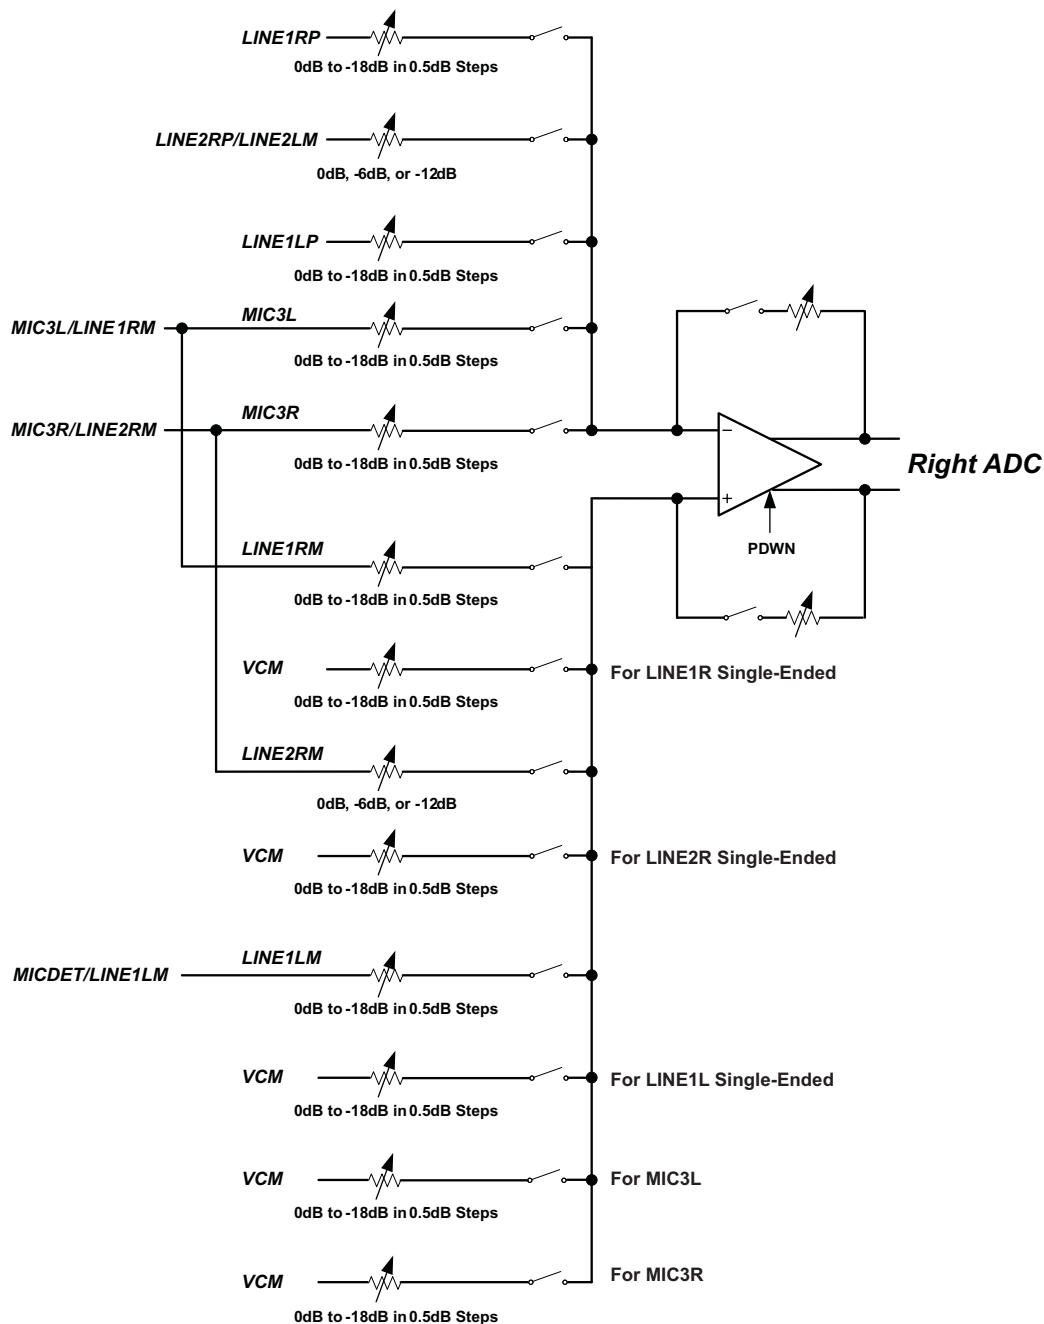 LINE1RP
0dB to -18dB in 0.5dB Steps
LINE2RP/LINE2LM
0dB, -6dB, or -12dB
LINE1LP
0dB to -18dB in 0.5dB Steps
MIC3L/LINE1RM
MIC3L
0dB to -18dB in 0.5dB Steps
MIC3R/LINE2RM
MIC3R
0dB to -18dB in 0.5dB Steps
−
+
Right ADC
PDWN
LINE1RM
0dB to -18dB in 0.5dB Steps
VCM
For LINE1R Single-Ended
0dB to -18dB in 0.5dB Steps
LINE2RM
0dB, -6dB, or -12dB
VCM
For LINE2R Single-Ended
0dB to -18dB in 0.5dB Steps
MICDET/LINE1LM
LINE1LM
0dB to -18dB in 0.5dB Steps
VCM
For LINE1L Single-Ended
0dB to -18dB in 0.5dB Steps
VCM
For MIC3L
0dB to -18dB in 0.5dB Steps
VCM
For MIC3R
0dB to -18dB in 0.5dB Steps